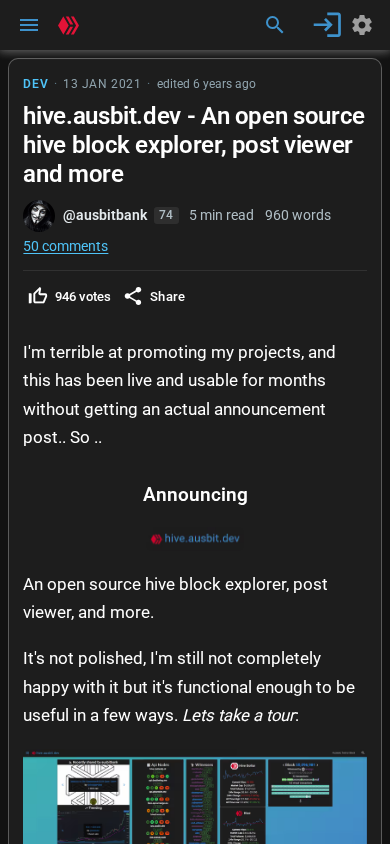 DEV · 13 JAN 2021 · edited 6 years ago
hive.ausbit.dev - An open source
hive block explorer, post viewer
and more
@ausbitbank 74 5 min read 960 words
50 comments
946 votes Share
I'm terrible at promoting my projects, and
this has been live and usable for months
without getting an actual announcement
post.. So ..
Announcing
hive.ausbit.dev
An open source hive block explorer, post
viewer, and more.
It's not polished, I'm still not completely
happy with it but it's functional enough to be
useful in a few ways. Lets take a tour: